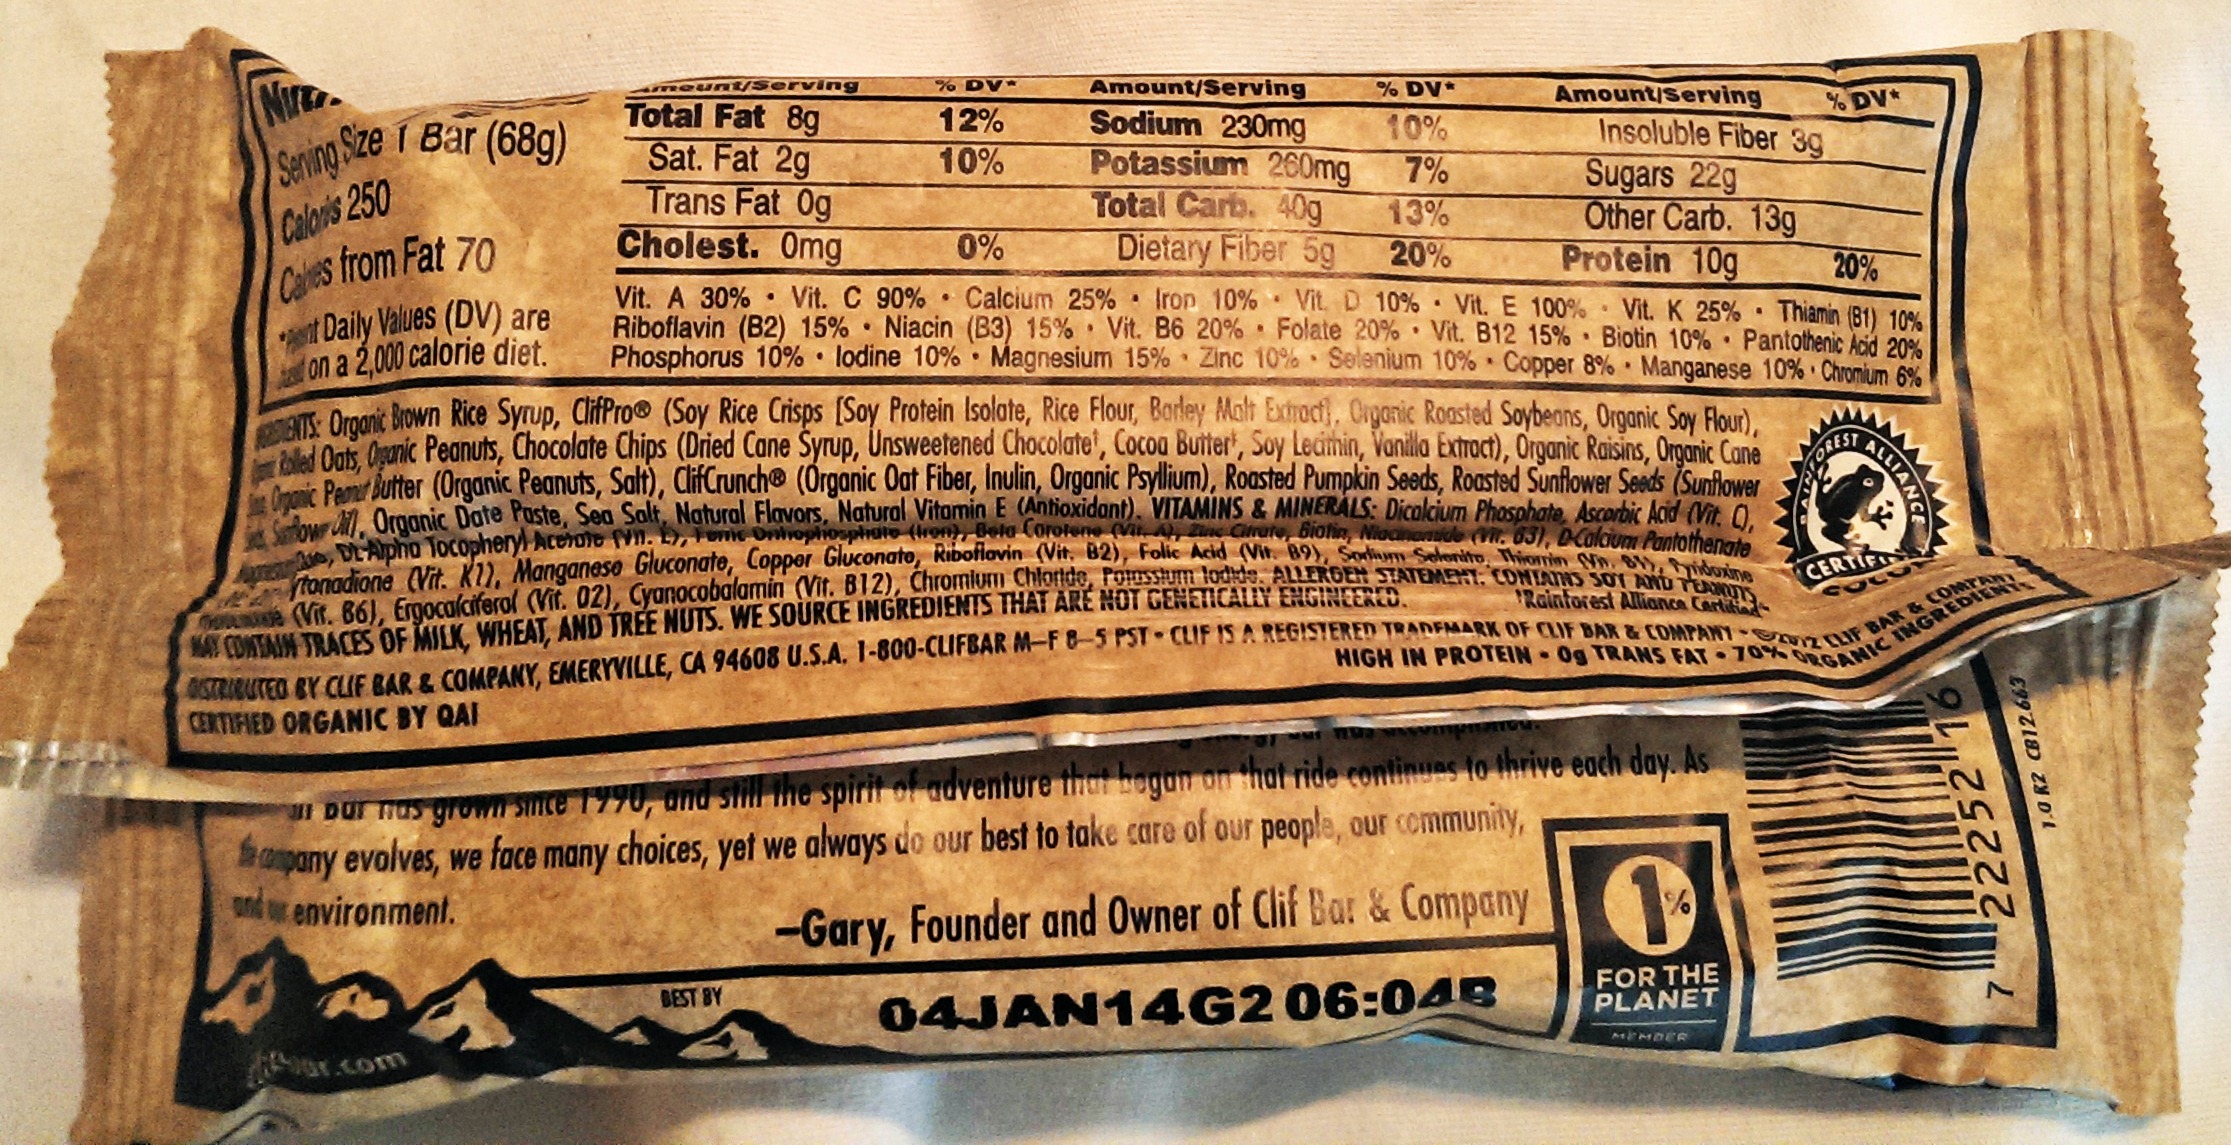 Amount/Serving % DV* Amount/Serving % DV* Amount/Serving % DV*
Serving Size 1 Bar (68g)
Calories 250
Calories from Fat 70
Daily Values (DV) are
on a 2,000 calorie diet.
Total Fat 8g 12% Sodium 230mg 10% Insoluble Fiber 3g
Sat. Fat 2g 10% Potassium 260mg 7% Sugars 22g
Trans Fat 0g Total Carb. 40g 13% Other Carb. 13g
Cholest. 0mg 0% Dietary Fiber 5g 20% Protein 10g 20%
Vit. A 30% • Vit. C 90% • Calcium 25% • Iron 10% • Vit. D 10% • Vit. E 100% • Vit. K 25% • Thiamin (B1) 10%
Riboflavin (B2) 15% • Niacin (B3) 15% • Vit. B6 20% • Folate 20% • Vit. B12 15% • Biotin 10% • Pantothenic Acid 20%
Phosphorus 10% • Iodine 10% • Magnesium 15% • Zinc 10% • Selenium 10% • Copper 8% • Manganese 10% • Chromium 6%
INGREDIENTS: Organic Brown Rice Syrup, ClifPro® (Soy Rice Crisps [Soy Protein Isolate, Rice Flour, Barley Malt Extract], Organic Roasted Soybeans, Organic Soy Flour),
Rolled Oats, Organic Peanuts, Chocolate Chips (Dried Cane Syrup, Unsweetened Chocolate†, Cocoa Butter†, Soy Lecithin, Vanilla Extract), Organic Raisins, Organic Cane
Organic Peanut Butter (Organic Peanuts, Salt), ClifCrunch® (Organic Oat Fiber, Inulin, Organic Psyllium), Roasted Pumpkin Seeds, Roasted Sunflower Seeds (Sunflower
Sunflower Oil), Organic Date Paste, Sea Salt, Natural Flavors, Natural Vitamin E (Antioxidant). VITAMINS & MINERALS: Dicalcium Phosphate, Ascorbic Acid (Vit. C),
DL-Alpha Tocopheryl Acetate (Vit. E), Ferric Orthophosphate (Iron), Beta Carotene (Vit. A), Zinc Citrate, Biotin, Niacinamide (Vit. B3), D-Calcium Pantothenate
(Vit. K1), Manganese Gluconate, Copper Gluconate, Riboflavin (Vit. B2), Folic Acid (Vit. B9), Sodium Selenite, Thiamin (Vit. B1), Pyridoxine
(Vit. B6), Ergocalciferol (Vit. D2), Cyanocobalamin (Vit. B12), Chromium Chloride, Potassium Iodide. ALLERGEN STATEMENT: CONTAINS SOY AND PEANUTS.
MAY CONTAIN TRACES OF MILK, WHEAT, AND TREE NUTS. WE SOURCE INGREDIENTS THAT ARE NOT GENETICALLY ENGINEERED. †Rainforest Alliance Certified
DISTRIBUTED BY CLIF BAR & COMPANY, EMERYVILLE, CA 94608 U.S.A. 1-800-CLIFBAR M–F 8–5 PST • CLIF IS A REGISTERED TRADEMARK OF CLIF BAR & COMPANY • ©2012 CLIF BAR & COMPANY
CERTIFIED ORGANIC BY QAI
HIGH IN PROTEIN • 0g TRANS FAT • 70% ORGANIC INGREDIENTS
RAINFOREST ALLIANCE
CERTIFIED
Bar has grown since 1990, and still the spirit of adventure that began on that ride continues to thrive each day. As
the company evolves, we face many choices, yet we always do our best to take care of our people, our community,
and our environment.
–Gary, Founder and Owner of Clif Bar & Company
BEST BY
04JAN14G2 06:04B
1%
FOR THE
PLANET
MEMBER
7 22252 16
1.0 RZ CB12.663